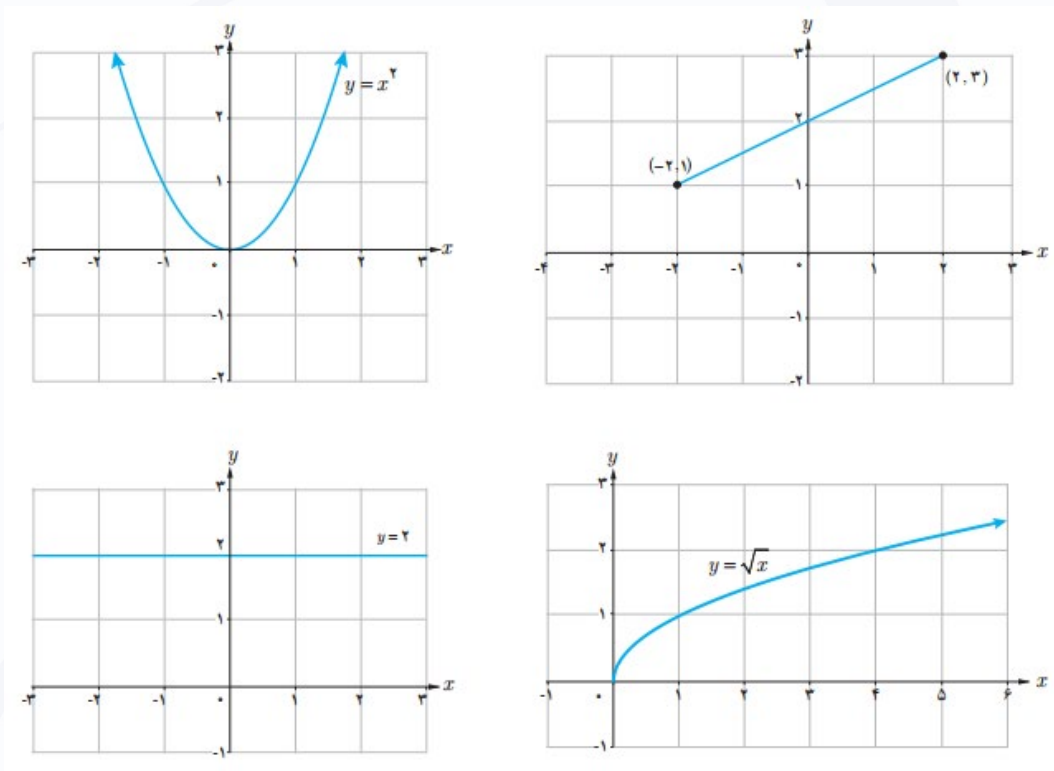 y
۳
y = x^۲
۲
۱
-۳ -۲ -۱ ۰ ۱ ۲ ۳ x
-۱
-۲
y
۳
(۲, ۳)
۲
(-۲, ۱)
۱
-۴ -۳ -۲ -۱ ۰ ۱ ۲ ۳ x
-۱
-۲
y
۳
y = ۲
۲
۱
-۳ -۲ -۱ ۰ ۱ ۲ ۳ x
-۱
y
۳
۲
y = √x
۱
-۱ ۰ ۱ ۲ ۳ ۴ ۵ ۶ x
-۱